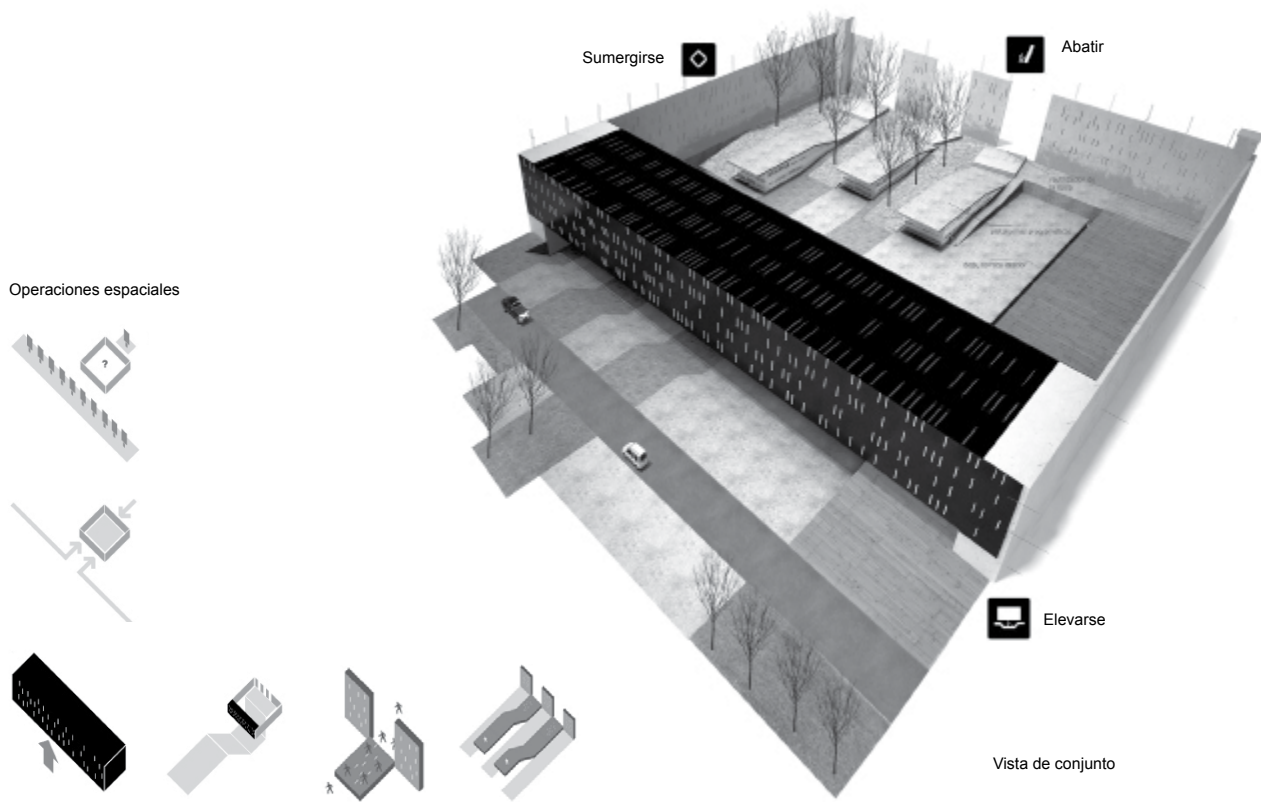 Sumergirse
Abatir
Operaciones espaciales
?
Elevarse
Vista de conjunto